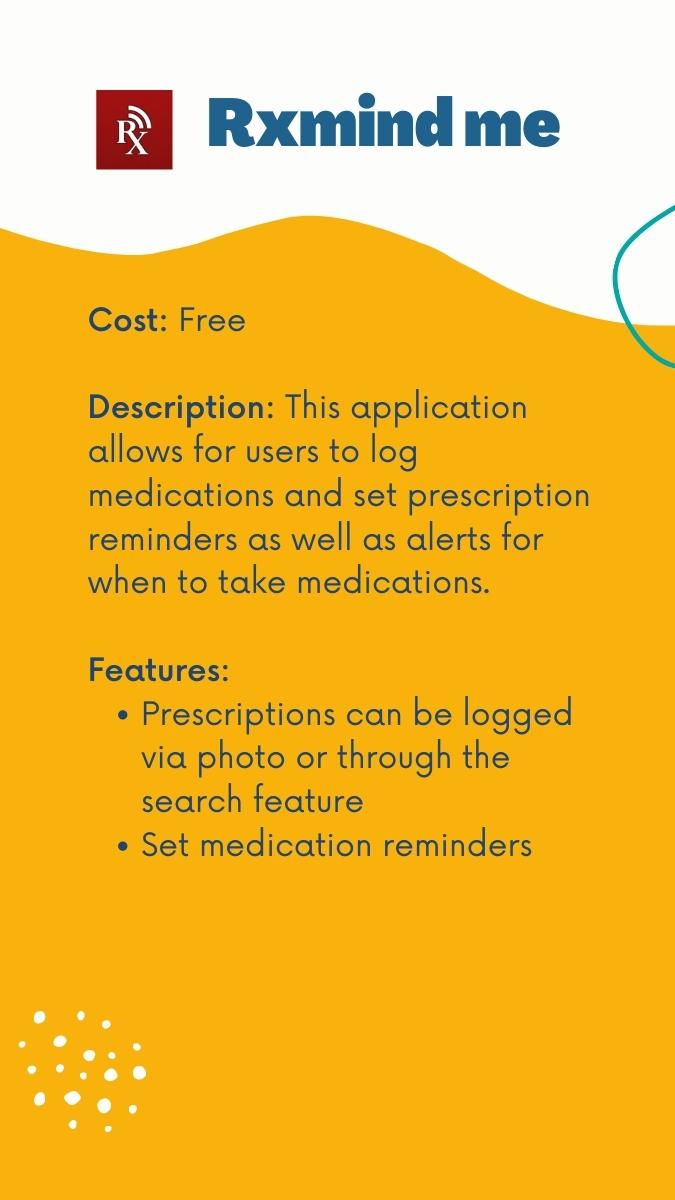 RX
Rxmind me
Cost: Free
Description: This application
allows for users to log
medications and set prescription
reminders as well as alerts for
when to take medications.
Features:
• Prescriptions can be logged
via photo or through the
search feature
• Set medication reminders